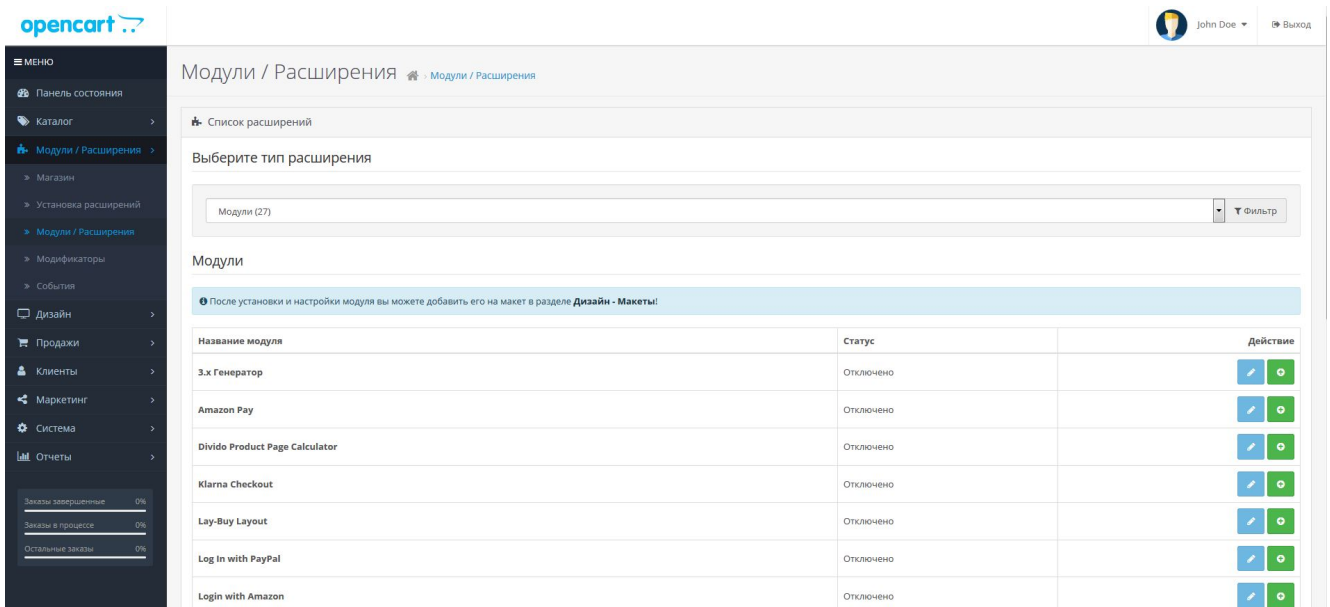 opencart
John Doe
Выход
МЕНЮ
Панель состояния
Каталог
Модули / Расширения
Магазин
Установка расширений
Модули / Расширения
Модификаторы
События
Дизайн
Продажи
Клиенты
Маркетинг
Система
Отчеты
Заказы завершенные 0%
Заказы в процессе 0%
Остальные заказы 0%
Модули / Расширения › Модули / Расширения
Список расширений
Выберите тип расширения
Модули (27) Фильтр
Модули
После установки и настройки модуля вы можете добавить его на макет в разделе Дизайн - Макеты!
Название модуля Статус Действие
3.x Генератор Отключено
Amazon Pay Отключено
Divido Product Page Calculator Отключено
Klarna Checkout Отключено
Lay-Buy Layout Отключено
Log In with PayPal Отключено
Login with Amazon Отключено